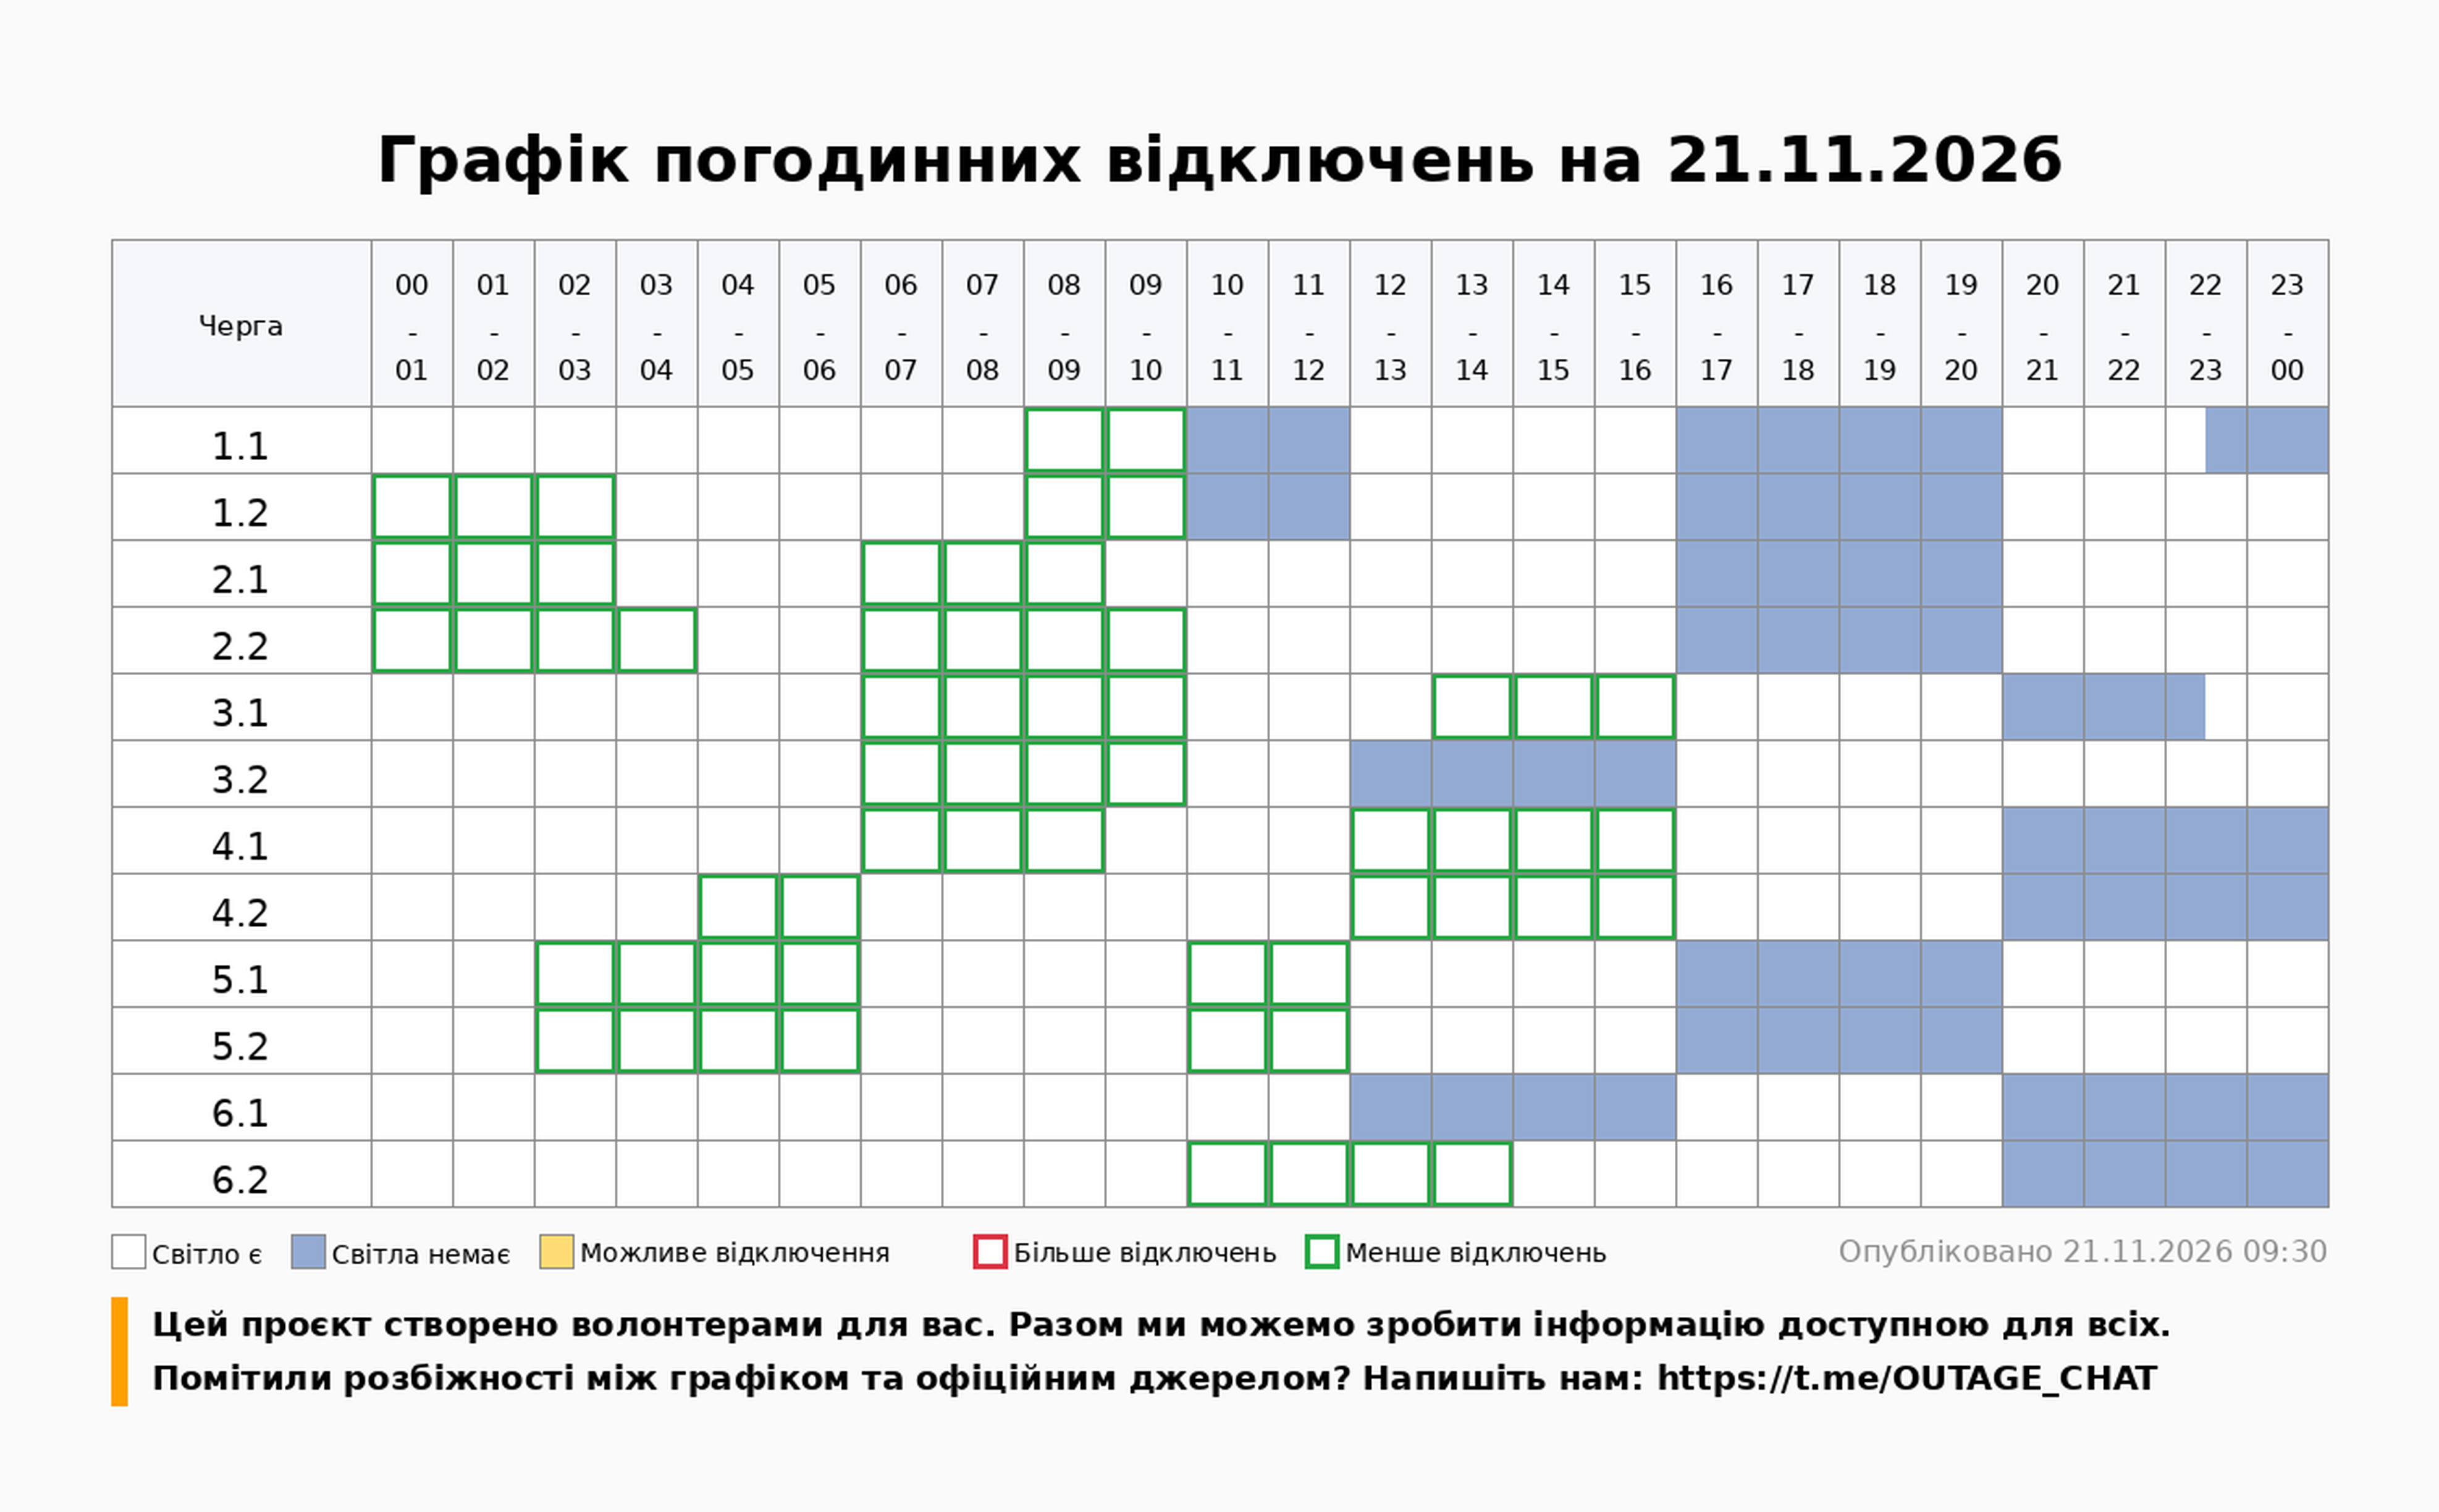 Графік погодинних відключень на 21.11.2026
Черга 00 - 01 01 - 02 02 - 03 03 - 04 04 - 05 05 - 06 06 - 07 07 - 08 08 - 09 09 - 10 10 - 11 11 - 12 12 - 13 13 - 14 14 - 15 15 - 16 16 - 17 17 - 18 18 - 19 19 - 20 20 - 21 21 - 22 22 - 23 23 - 00
1.1
1.2
2.1
2.2
3.1
3.2
4.1
4.2
5.1
5.2
6.1
6.2
Світло є Світла немає Можливе відключення Більше відключень Менше відключень Опубліковано 21.11.2026 09:30
Цей проєкт створено волонтерами для вас. Разом ми можемо зробити інформацію доступною для всіх.
Помітили розбіжності між графіком та офіційним джерелом? Напишіть нам: https://t.me/OUTAGE_CHAT